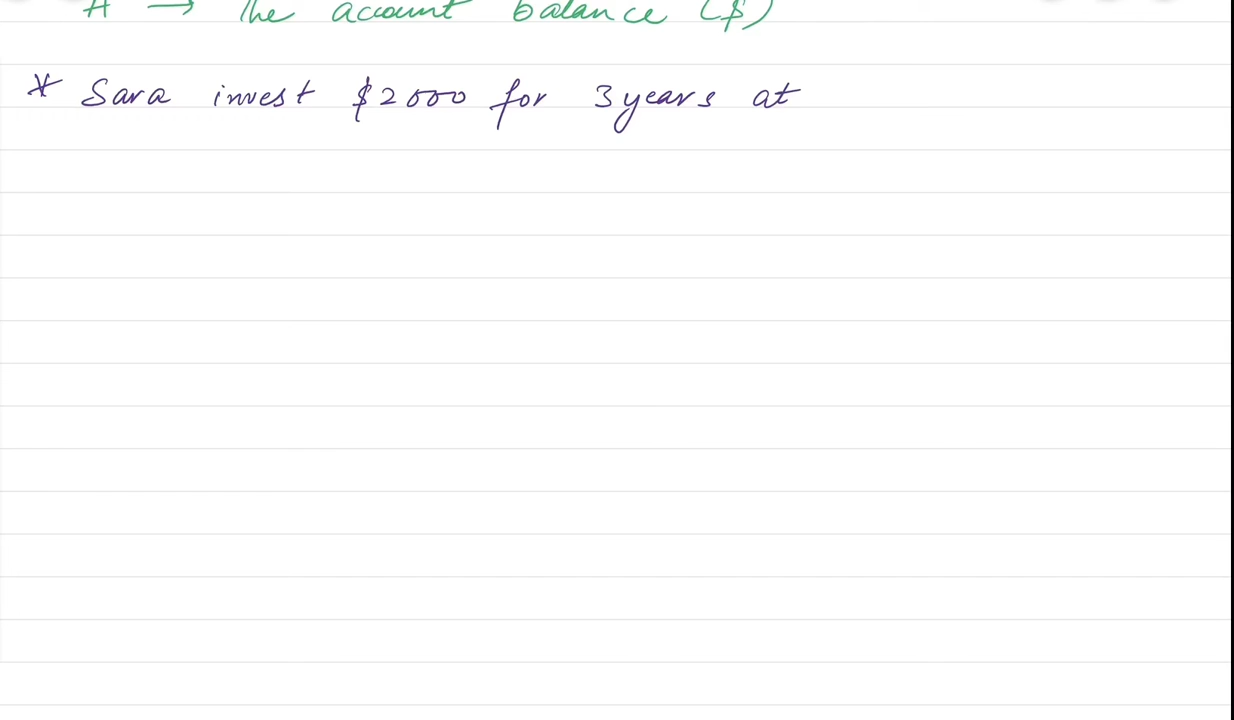 A → The account balance ($)
* Sara invest $2000 for 3 years at